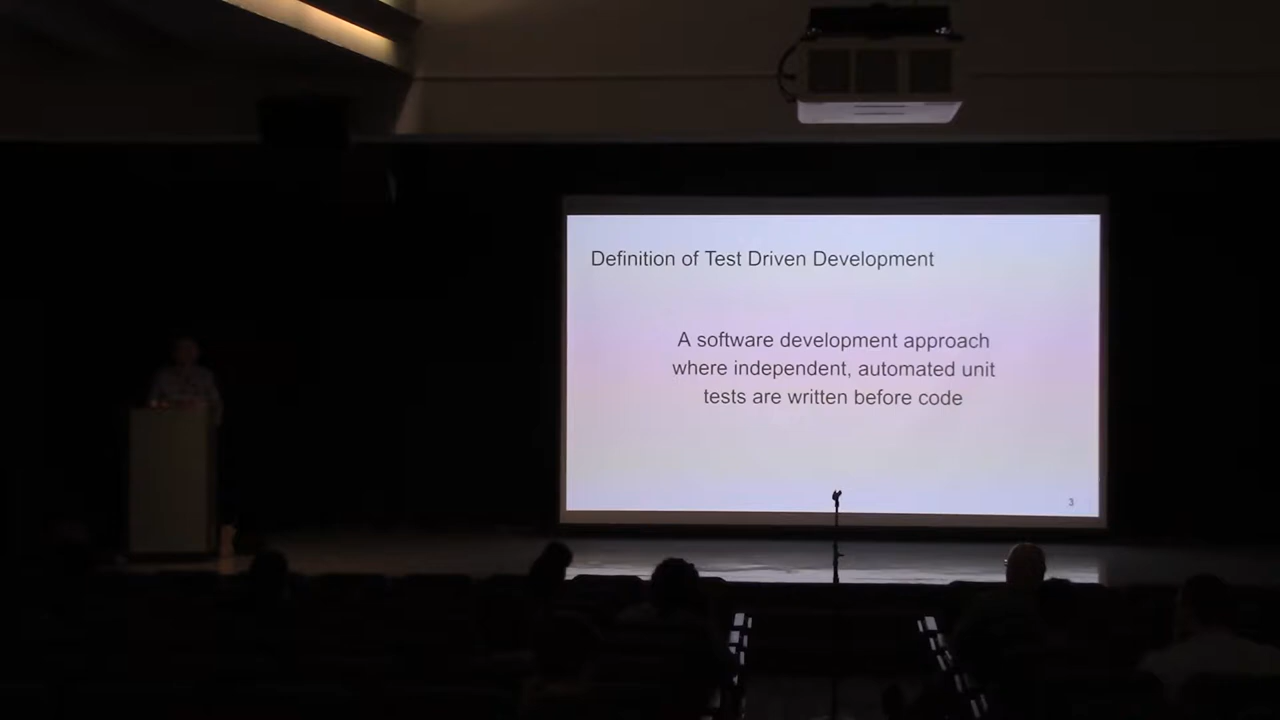 Definition of Test Driven Development
A software development approach
where independent, automated unit
tests are written before code
3